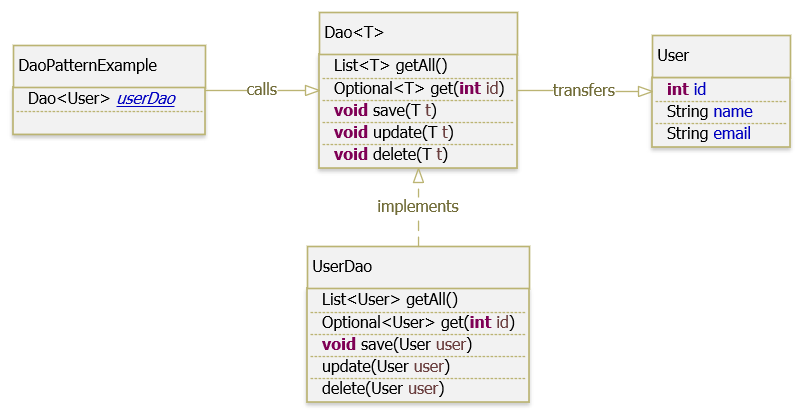 DaoPatternExample
Dao<User> userDao
calls
Dao<T>
List<T> getAll()
Optional<T> get(int id)
void save(T t)
void update(T t)
void delete(T t)
transfers
User
int id
String name
String email
implements
UserDao
List<User> getAll()
Optional<User> get(int id)
void save(User user)
update(User user)
delete(User user)